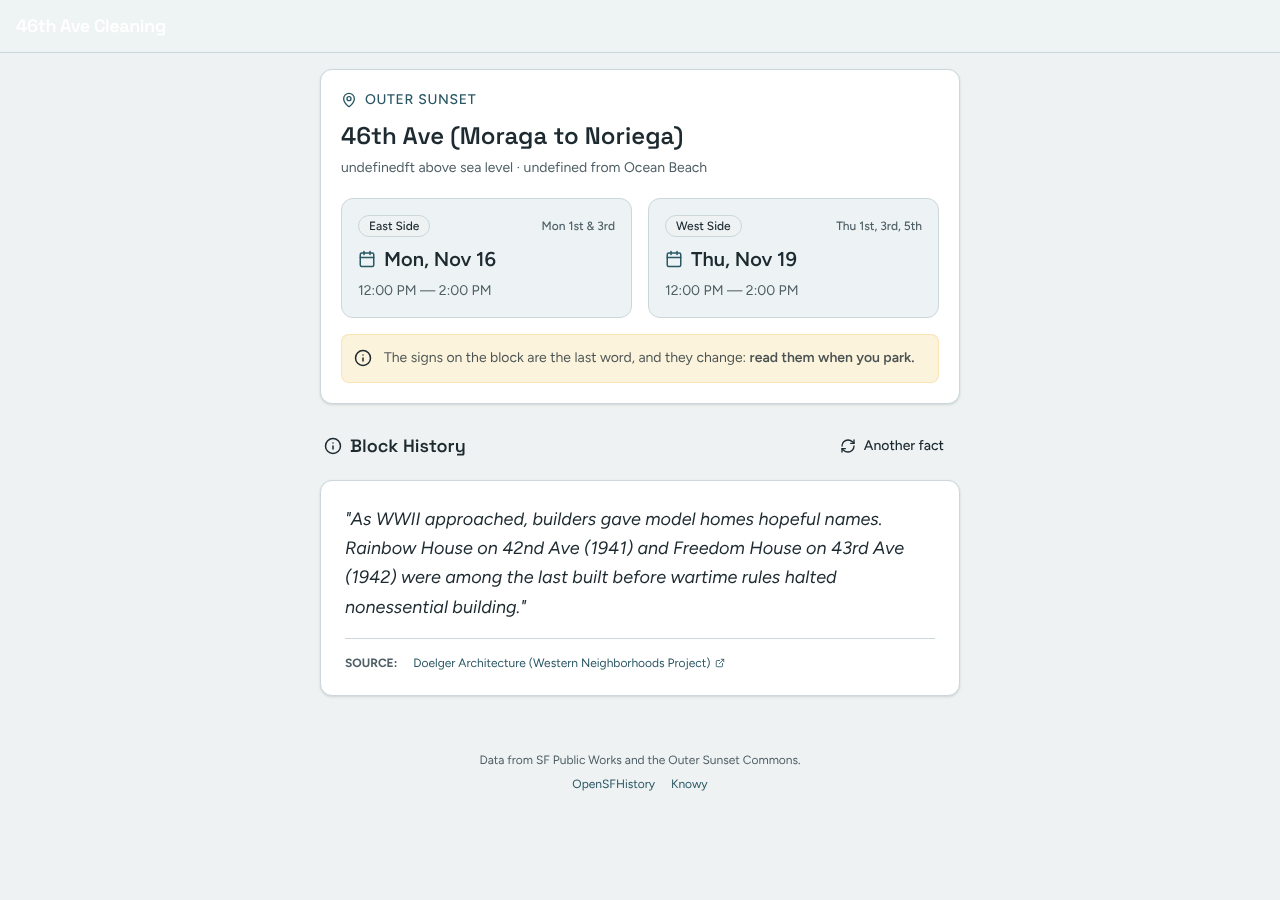 46th Ave Cleaning
OUTER SUNSET
46th Ave (Moraga to Noriega)
undefinedft above sea level · undefined from Ocean Beach
East Side
Mon 1st & 3rd
Mon, Nov 16
12:00 PM — 2:00 PM
West Side
Thu 1st, 3rd, 5th
Thu, Nov 19
12:00 PM — 2:00 PM
The signs on the block are the last word, and they change: read them when you park.
Block History
Another fact
"As WWII approached, builders gave model homes hopeful names.
Rainbow House on 42nd Ave (1941) and Freedom House on 43rd Ave
(1942) were among the last built before wartime rules halted
nonessential building."
SOURCE: Doelger Architecture (Western Neighborhoods Project)
Data from SF Public Works and the Outer Sunset Commons.
OpenSFHistory Knowy